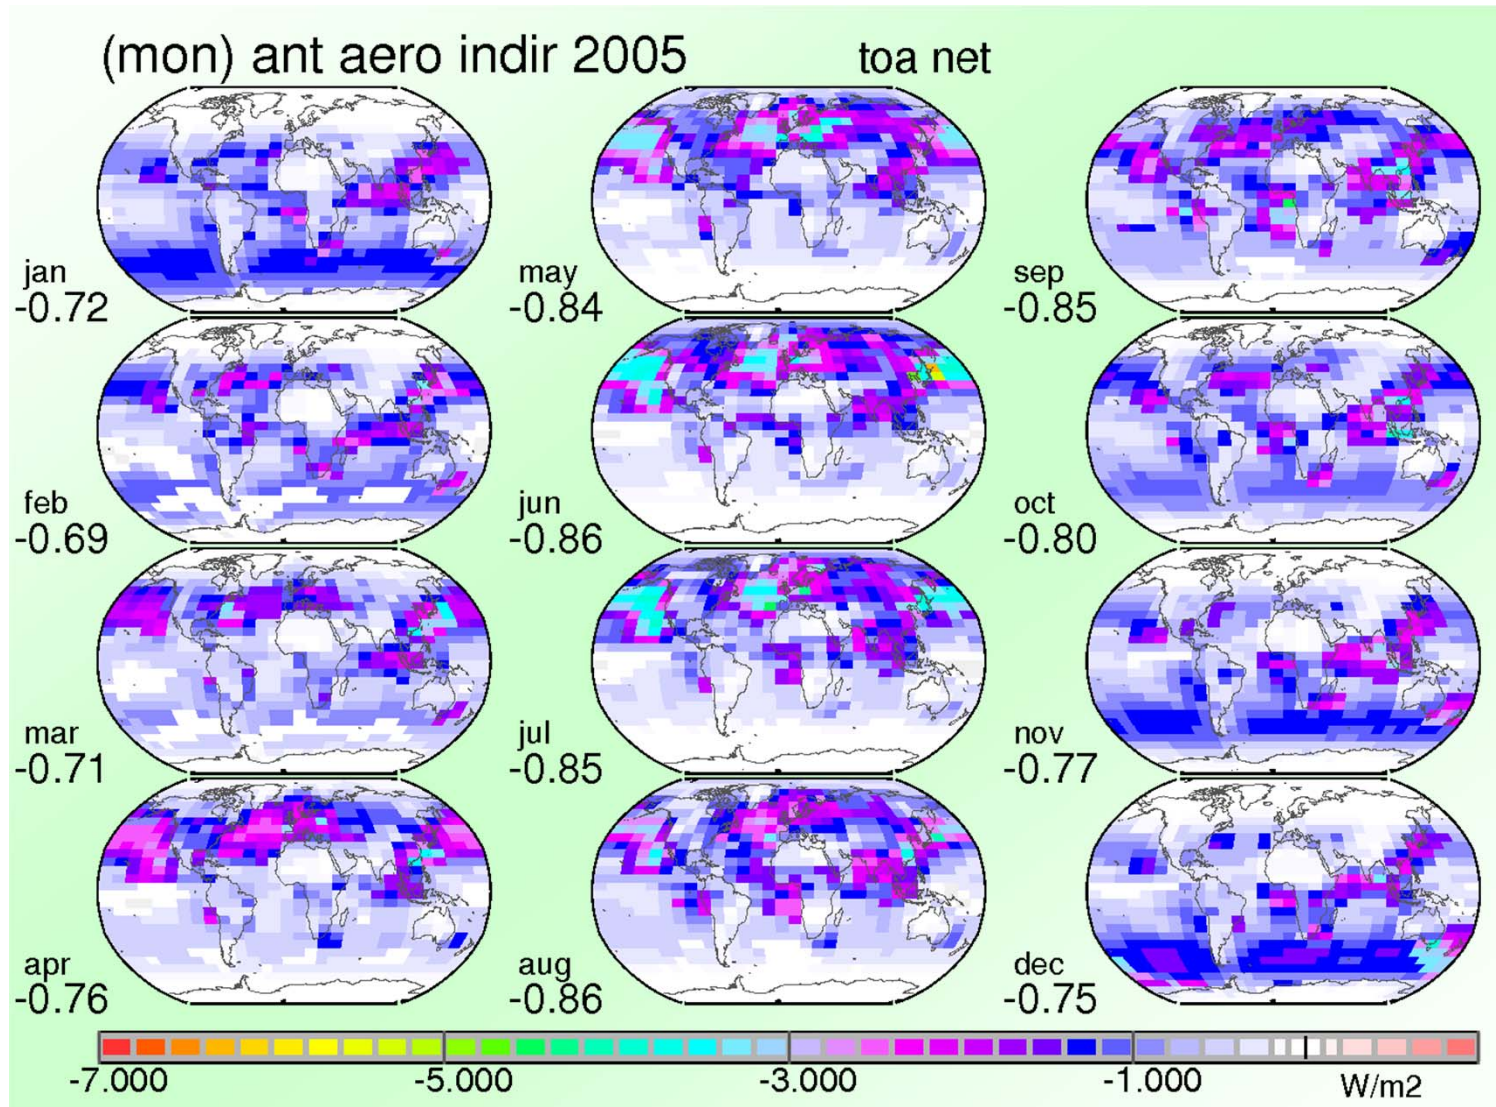 (mon) ant aero indir 2005 toa net
jan
-0.72
may
-0.84
sep
-0.85
feb
-0.69
jun
-0.86
oct
-0.80
mar
-0.71
jul
-0.85
nov
-0.77
apr
-0.76
aug
-0.86
dec
-0.75
-7.000 -5.000 -3.000 -1.000 W/m2